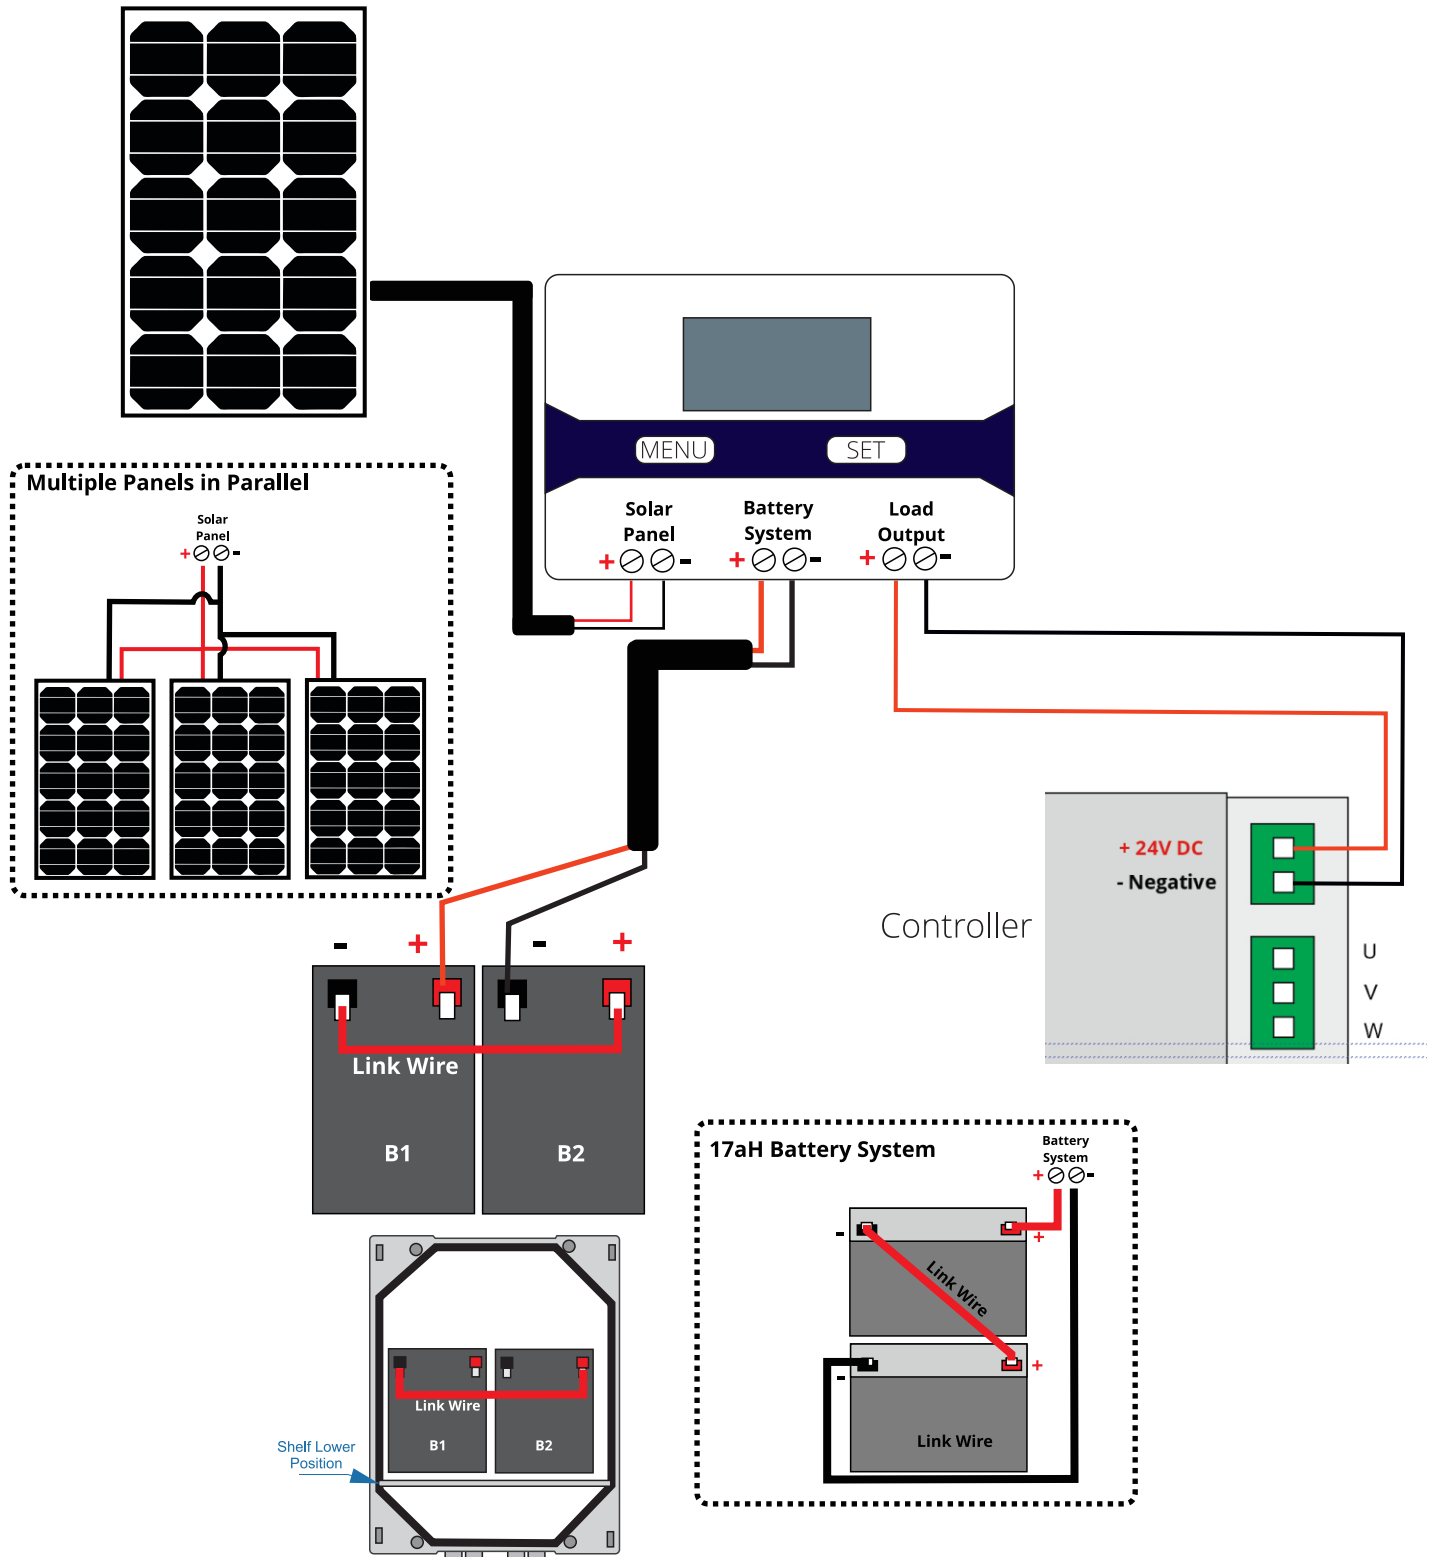 MENU
SET
Solar
Panel
+ -
Battery
System
+ -
Load
Output
+ -
Multiple Panels in Parallel
Solar
Panel
+ -
+ 24V DC
- Negative
Controller
U
V
W
- +
- +
Link Wire
B1
B2
17aH Battery System
Battery
System
+ -
- +
Link Wire
- +
Link Wire
Link Wire
B1
B2
Shelf Lower
Position